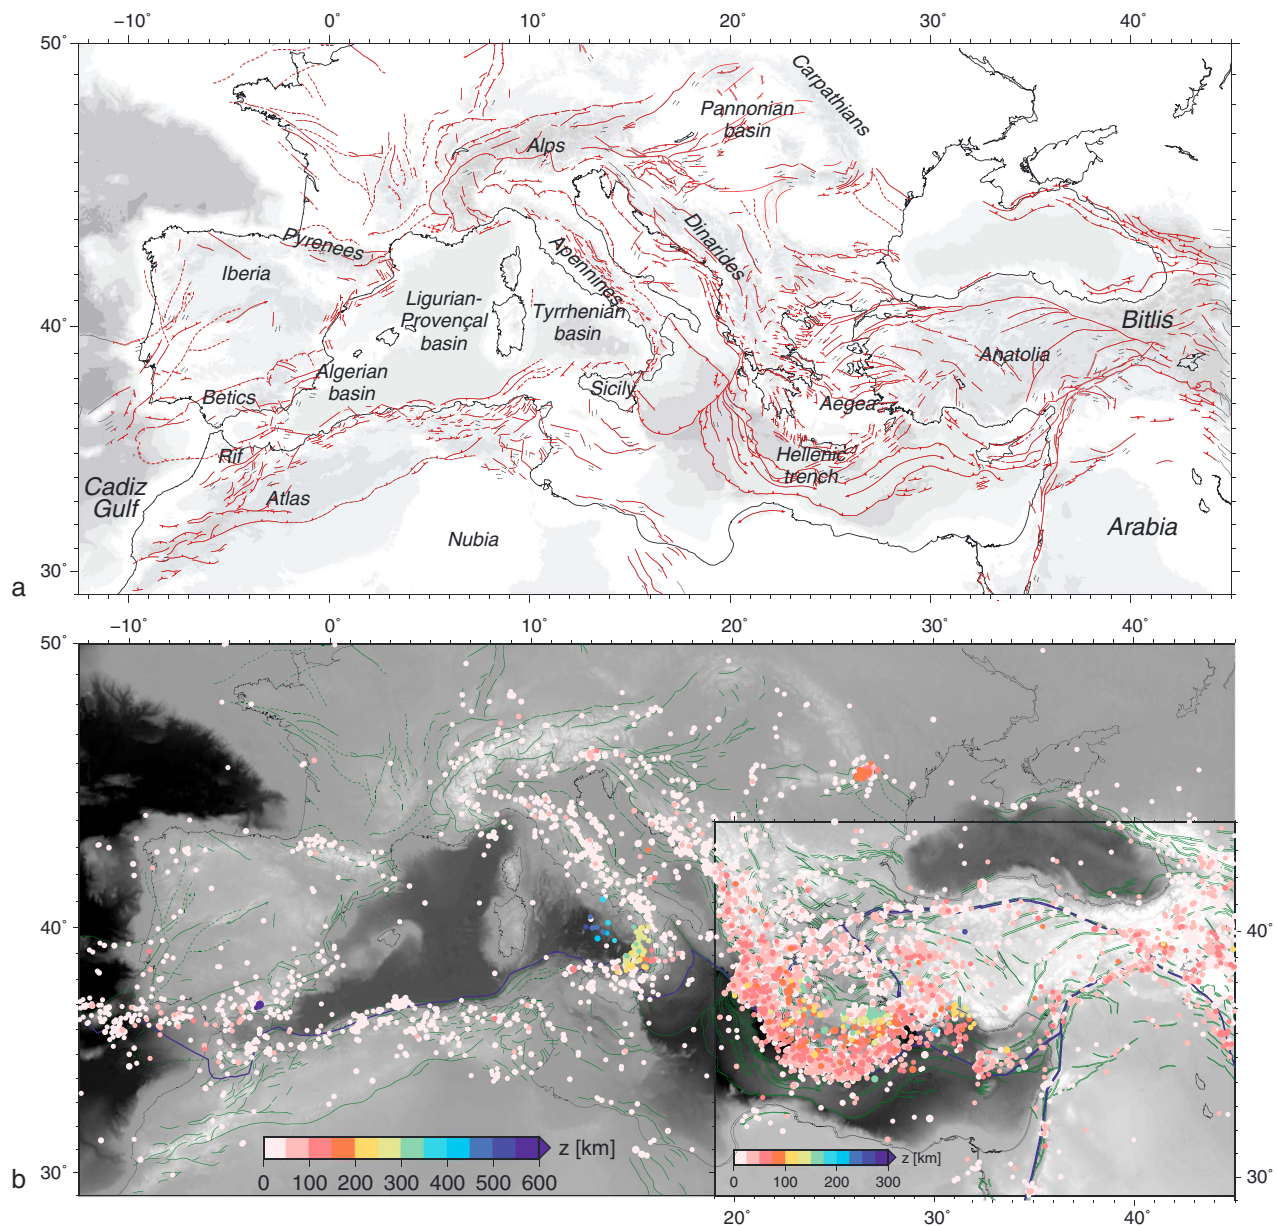 −10˚ 0˚ 10˚ 20˚ 30˚ 40˚
50˚
Carpathians
Pannonian
basin
Alps
Dinarides
Pyrenees
Apennines
Iberia
Ligurian-
Provençal
basin
Tyrrhenian
basin
40˚
Bitlis
Anatolia
Algerian
basin
Sicily
Betics
Aegea
Rif
Hellenic
trench
Cadiz
Gulf
Atlas
Nubia
Arabia
30˚
a
−10˚ 0˚ 10˚ 20˚ 30˚ 40˚
50˚
40˚ 40˚
z [km]
0 100 200 300 400 500 600
z [km]
0 100 200 300
30˚ 30˚
b
20˚ 30˚ 40˚